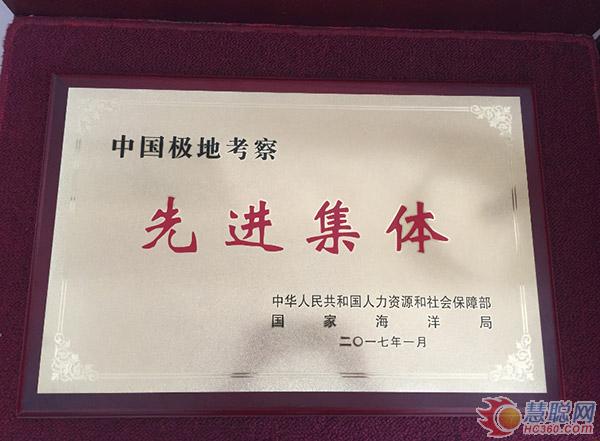 中国极地考察
先进集体
中华人民共和国人力资源和社会保障部
国家海洋局
二〇一七年一月
慧聪网
HC360.com